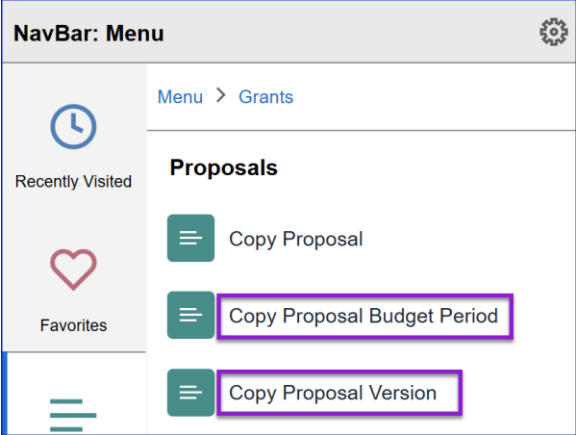 NavBar: Menu
Menu > Grants
Recently Visited
Proposals
Copy Proposal
Favorites
Copy Proposal Budget Period
Copy Proposal Version